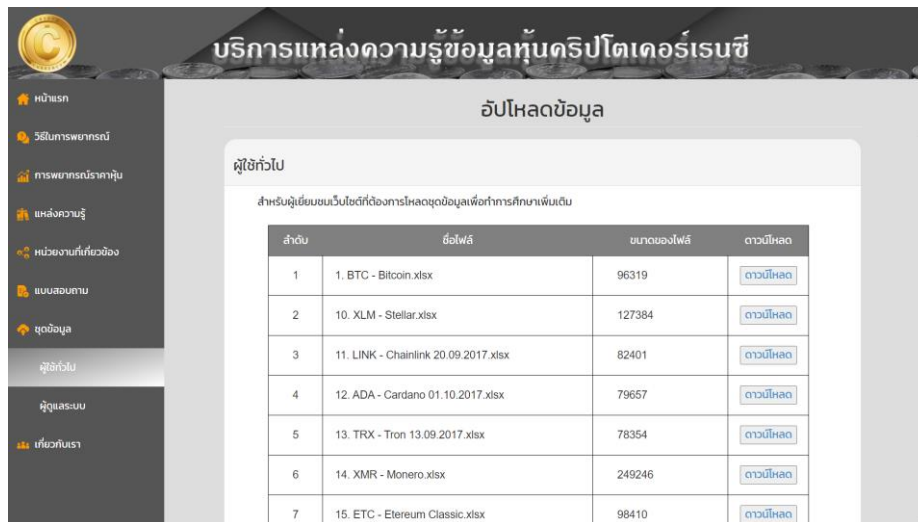 บริการแหล่งความรู้ข้อมูลหุ้นคริปโตเคอร์เรนซี
หน้าแรก
วิธีในการพยากรณ์
การพยากรณ์ราคาหุ้น
แหล่งความรู้
หน่วยงานที่เกี่ยวข้อง
แบบสอบถาม
ชุดข้อมูล
ผู้ใช้ทั่วไป
ผู้ดูแลระบบ
เกี่ยวกับเรา
อัปโหลดข้อมูล
ผู้ใช้ทั่วไป
สำหรับผู้เยี่ยมชมเว็บไซต์ที่ต้องการโหลดชุดข้อมูลเพื่อทำการศึกษาเพิ่มเติม
ลำดับ ชื่อไฟล์ ขนาดของไฟล์ ดาวน์โหลด
1 1. BTC - Bitcoin.xlsx 96319 ดาวน์โหลด
2 10. XLM - Stellar.xlsx 127384 ดาวน์โหลด
3 11. LINK - Chainlink 20.09.2017.xlsx 82401 ดาวน์โหลด
4 12. ADA - Cardano 01.10.2017.xlsx 79657 ดาวน์โหลด
5 13. TRX - Tron 13.09.2017.xlsx 78354 ดาวน์โหลด
6 14. XMR - Monero.xlsx 249246 ดาวน์โหลด
7 15. ETC - Etereum Classic.xlsx 98410 ดาวน์โหลด